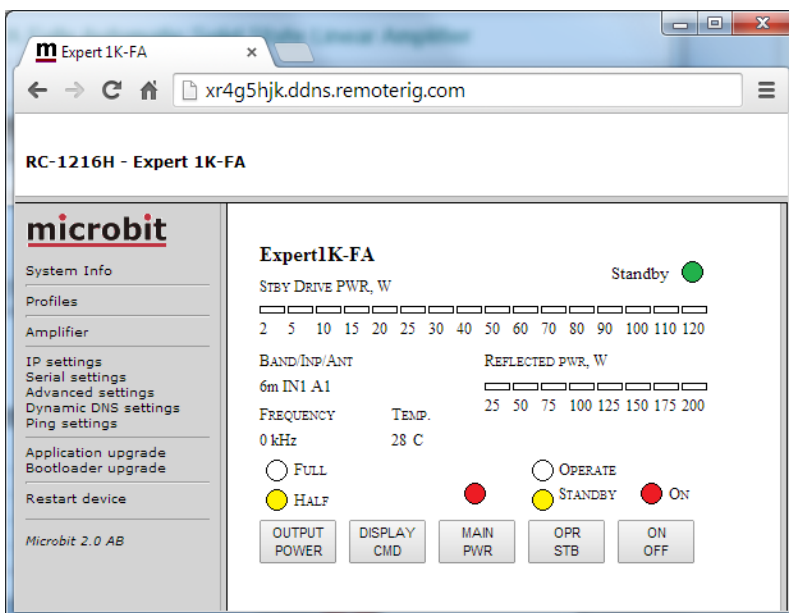 Expert 1K-FA
xr4g5hjk.ddns.remoterig.com
RC-1216H - Expert 1K-FA
microbit
System Info
Profiles
Amplifier
IP settings
Serial settings
Advanced settings
Dynamic DNS settings
Ping settings
Application upgrade
Bootloader upgrade
Restart device
Microbit 2.0 AB
Expert1K-FA
Standby
STBY DRIVE PWR, W
2 5 10 15 20 25 30 40 50 60 70 80 90 100 110 120
BAND/INP/ANT
6m IN1 A1
REFLECTED PWR, W
25 50 75 100 125 150 175 200
FREQUENCY TEMP.
0 kHz 28 C
FULL OPERATE
HALF STANDBY ON
OUTPUT
POWER
DISPLAY
CMD
MAIN
PWR
OPR
STB
ON
OFF